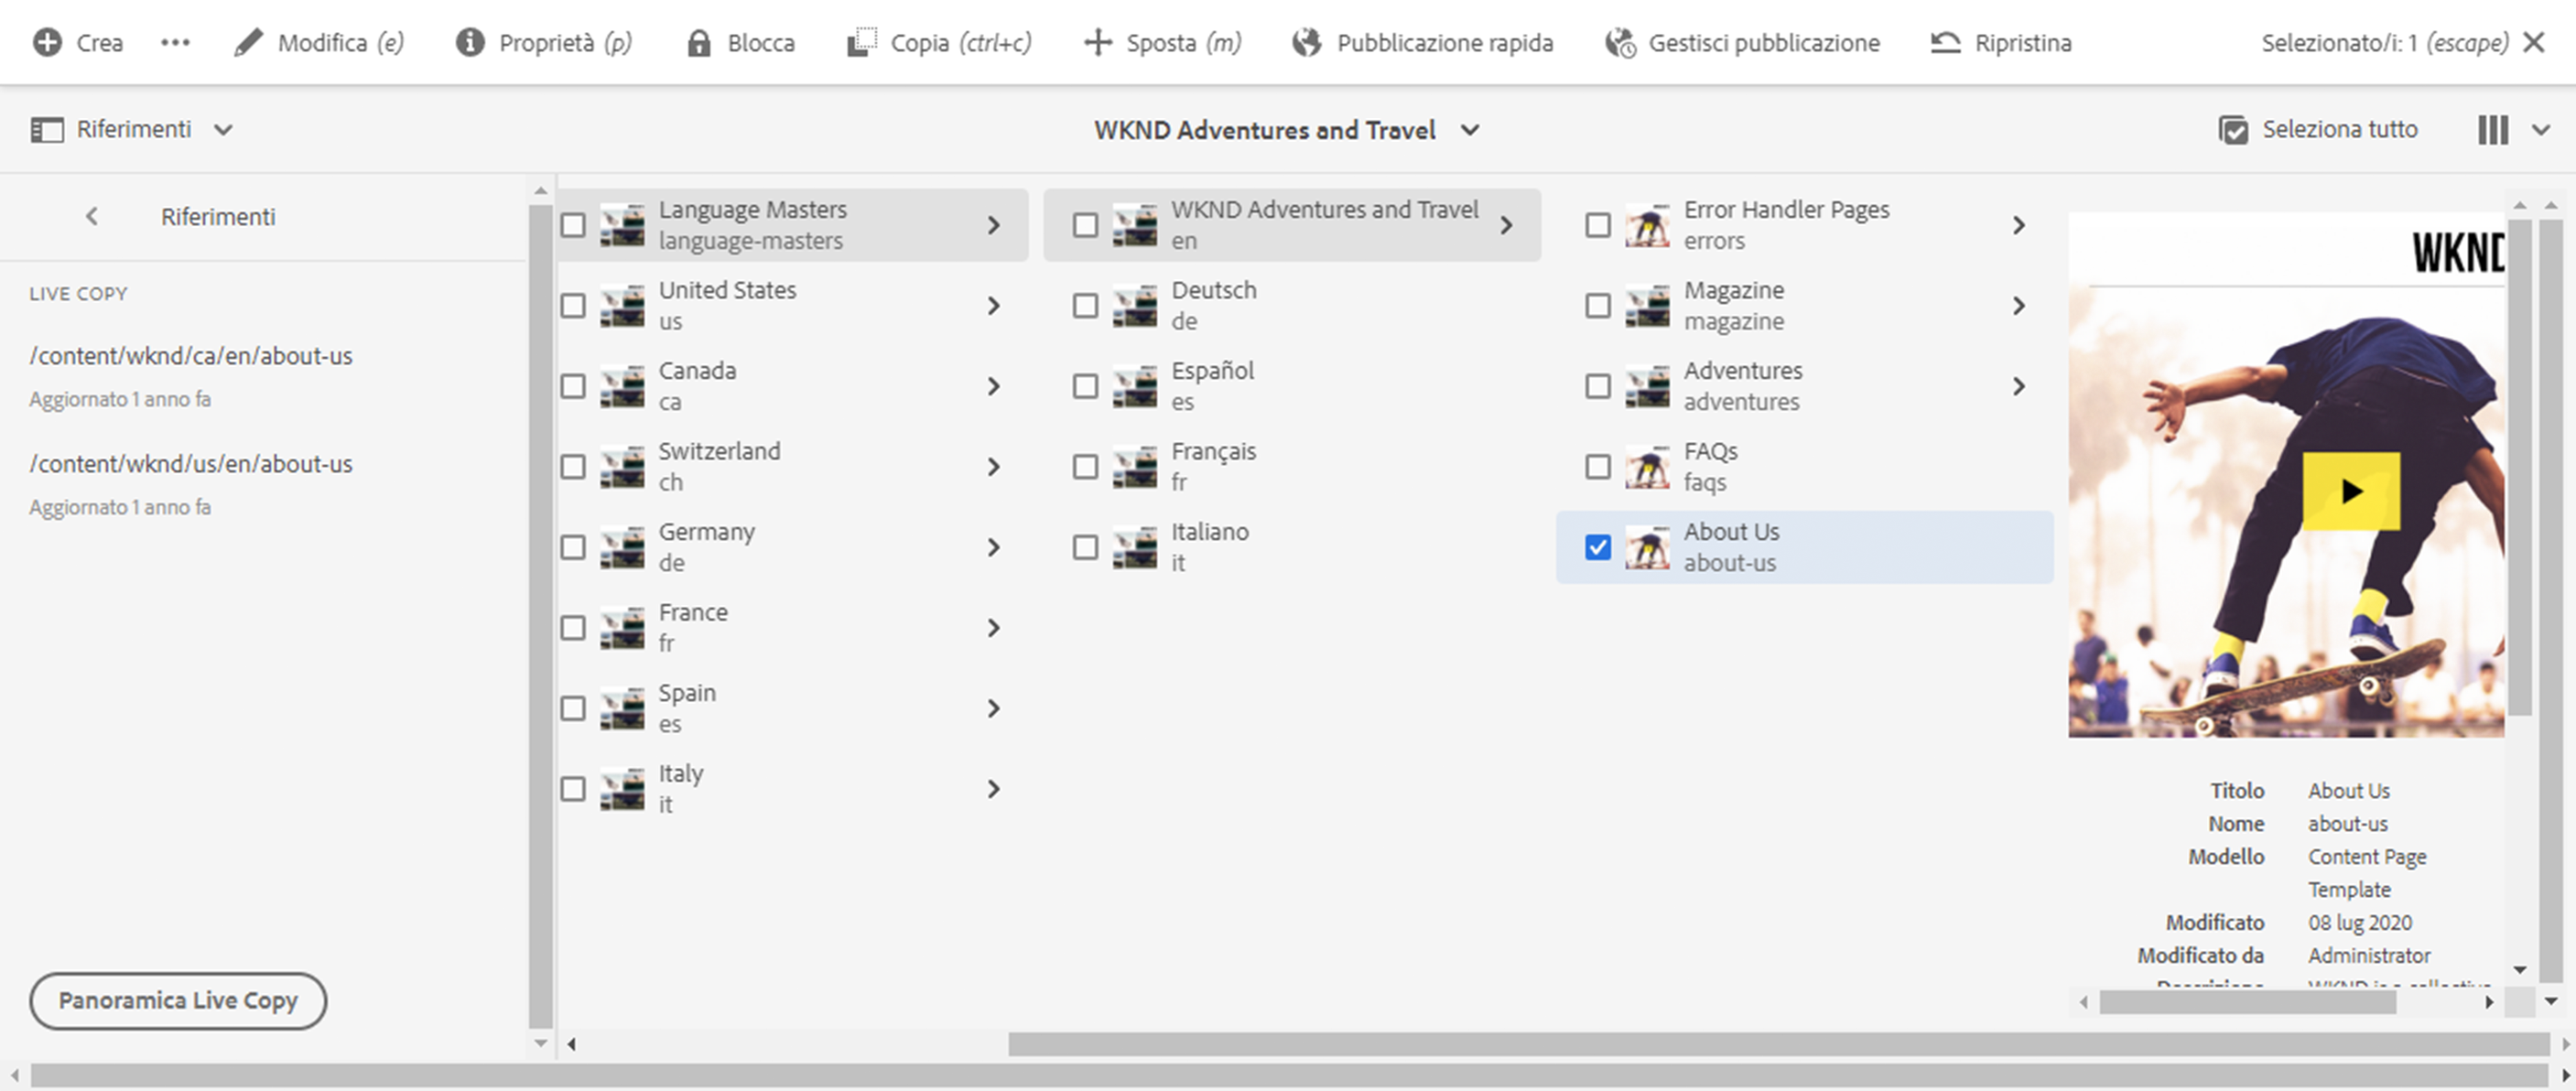 Crea
Modifica (e)
Proprietà (p)
Blocca
Copia (ctrl+c)
Sposta (m)
Pubblicazione rapida
Gestisci pubblicazione
Ripristina
Selezionato/i: 1 (escape)
Riferimenti
WKND Adventures and Travel
Seleziona tutto
Riferimenti
LIVE COPY
/content/wknd/ca/en/about-us
Aggiornato 1 anno fa
/content/wknd/us/en/about-us
Aggiornato 1 anno fa
Panoramica Live Copy
Language Masters
language-masters
United States
us
Canada
ca
Switzerland
ch
Germany
de
France
fr
Spain
es
Italy
it
WKND Adventures and Travel
en
Deutsch
de
Español
es
Français
fr
Italiano
it
Error Handler Pages
errors
Magazine
magazine
Adventures
adventures
FAQs
faqs
About Us
about-us
WKND
Titolo About Us
Nome about-us
Modello Content Page
Template
Modificato 08 lug 2020
Modificato da Administrator